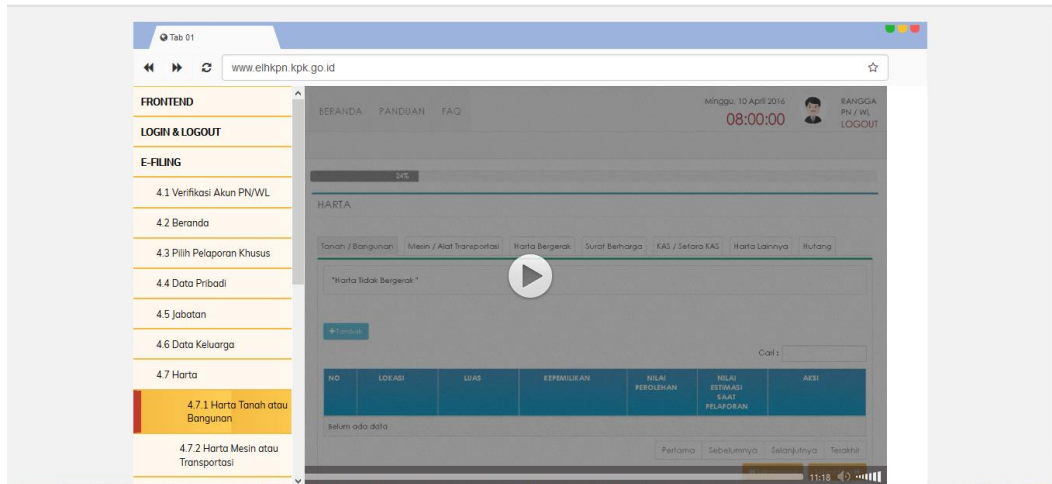 Tab 01
www.elhkpn.kpk.go.id
FRONTEND
LOGIN & LOGOUT
E-FILING
4.1 Verifikasi Akun PN/WL
4.2 Beranda
4.3 Pilih Pelaporan Khusus
4.4 Data Pribadi
4.5 Jabatan
4.6 Data Keluarga
4.7 Harta
4.7.1 Harta Tanah atau
Bangunan
4.7.2 Harta Mesin atau
Transportasi
BERANDA PANDUAN FAQ
Minggu, 10 April 2016
08:00:00
RANGGA
PN / WL
LOGOUT
24%
HARTA
Tanah / Bangunan Mesin / Alat Transportasi Harta Bergerak Surat Berharga KAS / Setara KAS Harta Lainnya Hutang
"Harta Tidak Bergerak"
+Tambah
Cari :
NO LOKASI LUAS KEPEMILIKAN NILAI PEROLEHAN NILAI ESTIMASI SAAT PELAPORAN AKSI
Belum ada data
Pertama Sebelumnya Selanjutnya Terakhir
11:18